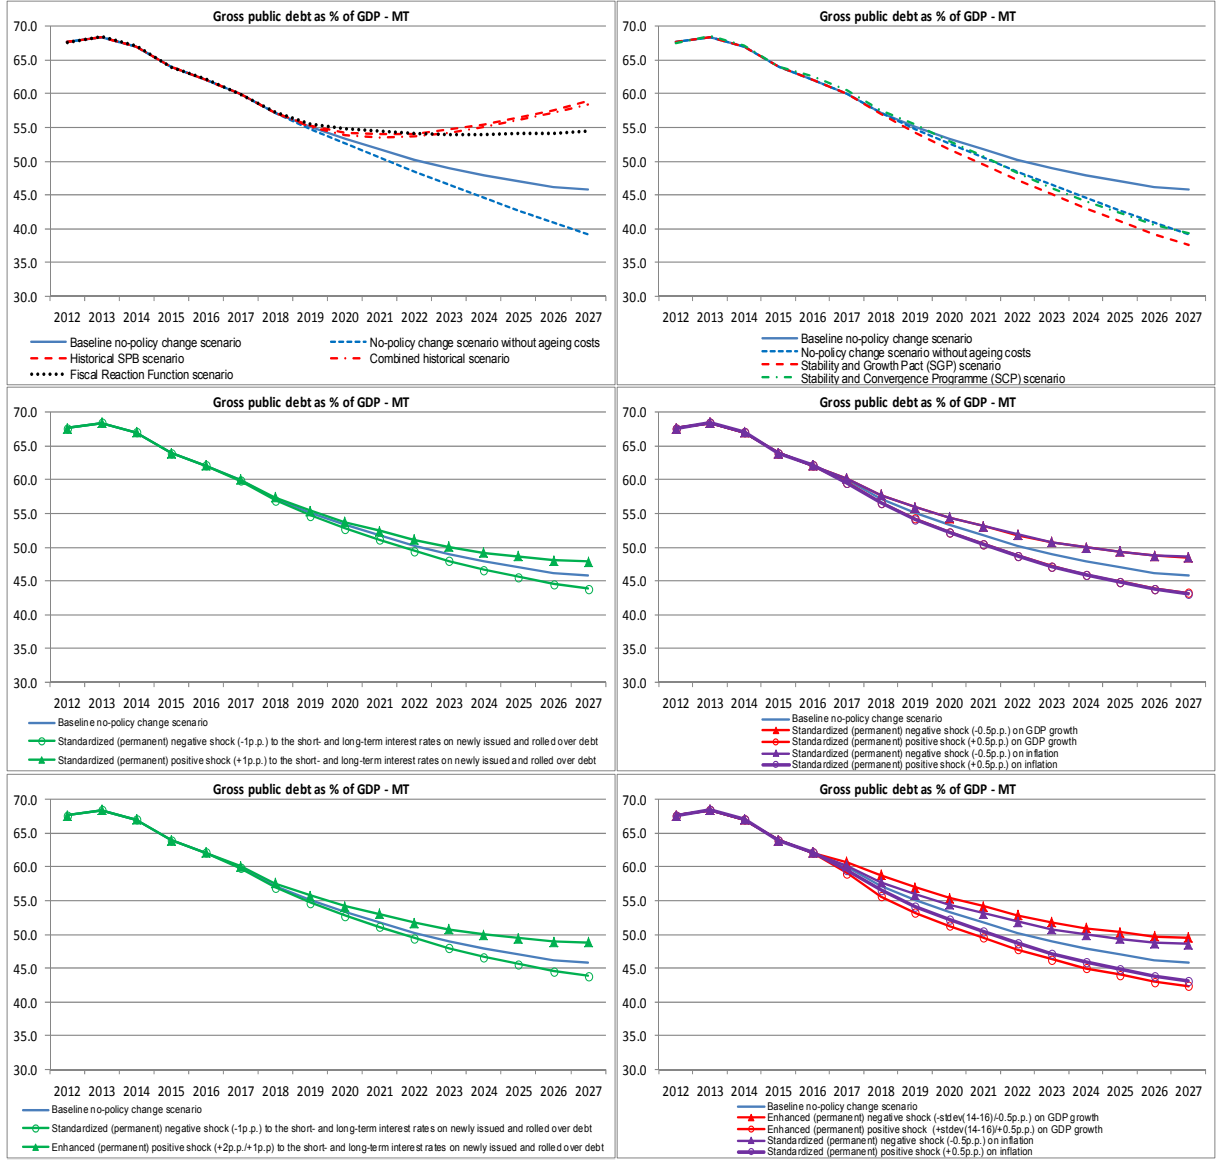 Gross public debt as % of GDP - MT
70.0
65.0
60.0
55.0
50.0
45.0
40.0
35.0
30.0
2012 2013 2014 2015 2016 2017 2018 2019 2020 2021 2022 2023 2024 2025 2026 2027
Baseline no-policy change scenario
No-policy change scenario without ageing costs
Historical SPB scenario
Combined historical scenario
Fiscal Reaction Function scenario
Gross public debt as % of GDP - MT
70.0
65.0
60.0
55.0
50.0
45.0
40.0
35.0
30.0
2012 2013 2014 2015 2016 2017 2018 2019 2020 2021 2022 2023 2024 2025 2026 2027
Baseline no-policy change scenario
No-policy change scenario without ageing costs
Stability and Growth Pact (SGP) scenario
Stability and Convergence Programme (SCP) scenario
Gross public debt as % of GDP - MT
70.0
65.0
60.0
55.0
50.0
45.0
40.0
35.0
30.0
2012 2013 2014 2015 2016 2017 2018 2019 2020 2021 2022 2023 2024 2025 2026 2027
Baseline no-policy change scenario
Standardized (permanent) negative shock (-1p.p.) to the short- and long-term interest rates on newly issued and rolled over debt
Standardized (permanent) positive shock (+1p.p.) to the short- and long-term interest rates on newly issued and rolled over debt
Gross public debt as % of GDP - MT
70.0
65.0
60.0
55.0
50.0
45.0
40.0
35.0
30.0
2012 2013 2014 2015 2016 2017 2018 2019 2020 2021 2022 2023 2024 2025 2026 2027
Baseline no-policy change scenario
Standardized (permanent) negative shock (-0.5p.p.) on GDP growth
Standardized (permanent) positive shock (+0.5p.p.) on GDP growth
Standardized (permanent) negative shock (-0.5p.p.) on inflation
Standardized (permanent) positive shock (+0.5p.p.) on inflation
Gross public debt as % of GDP - MT
70.0
65.0
60.0
55.0
50.0
45.0
40.0
35.0
30.0
2012 2013 2014 2015 2016 2017 2018 2019 2020 2021 2022 2023 2024 2025 2026 2027
Baseline no-policy change scenario
Standardized (permanent) negative shock (-1p.p.) to the short- and long-term interest rates on newly issued and rolled over debt
Enhanced (permanent) positive shock (+2p.p./+1p.p) to the short- and long-term interest rates on newly issued and rolled over debt
Gross public debt as % of GDP - MT
70.0
65.0
60.0
55.0
50.0
45.0
40.0
35.0
30.0
2012 2013 2014 2015 2016 2017 2018 2019 2020 2021 2022 2023 2024 2025 2026 2027
Baseline no-policy change scenario
Enhanced (permanent) negative shock (-stdev(14-16)/-0.5p.p.) on GDP growth
Enhanced (permanent) positive shock (+stdev(14-16)/+0.5p.p.) on GDP growth
Standardized (permanent) negative shock (-0.5p.p.) on inflation
Standardized (permanent) positive shock (+0.5p.p.) on inflation